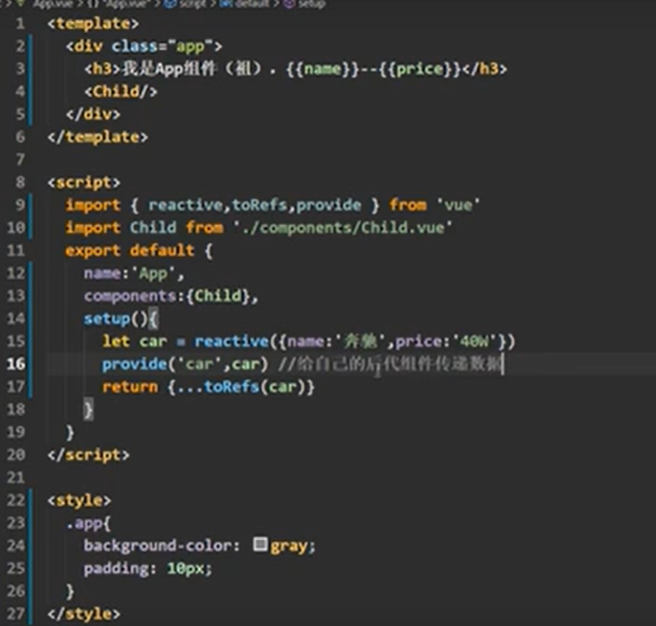 App.vue > {} "App.vue" > script > default > setup
1 <template>
2 <div class="app">
3 <h3>我是App组件（祖）. {{name}}--{{price}}</h3>
4 <Child/>
5 </div>
6 </template>
7
8 <script>
9 import { reactive,toRefs,provide } from 'vue'
10 import Child from './components/Child.vue'
11 export default {
12 name:'App',
13 components:{Child},
14 setup(){
15 let car = reactive({name:'奔驰',price:'40W'})
16 provide('car',car) //给自己的后代组件传递数据
17 return {...toRefs(car)}
18 }
19 }
20 </script>
21
22 <style>
23 .app{
24 background-color: gray;
25 padding: 10px;
26 }
27 </style>